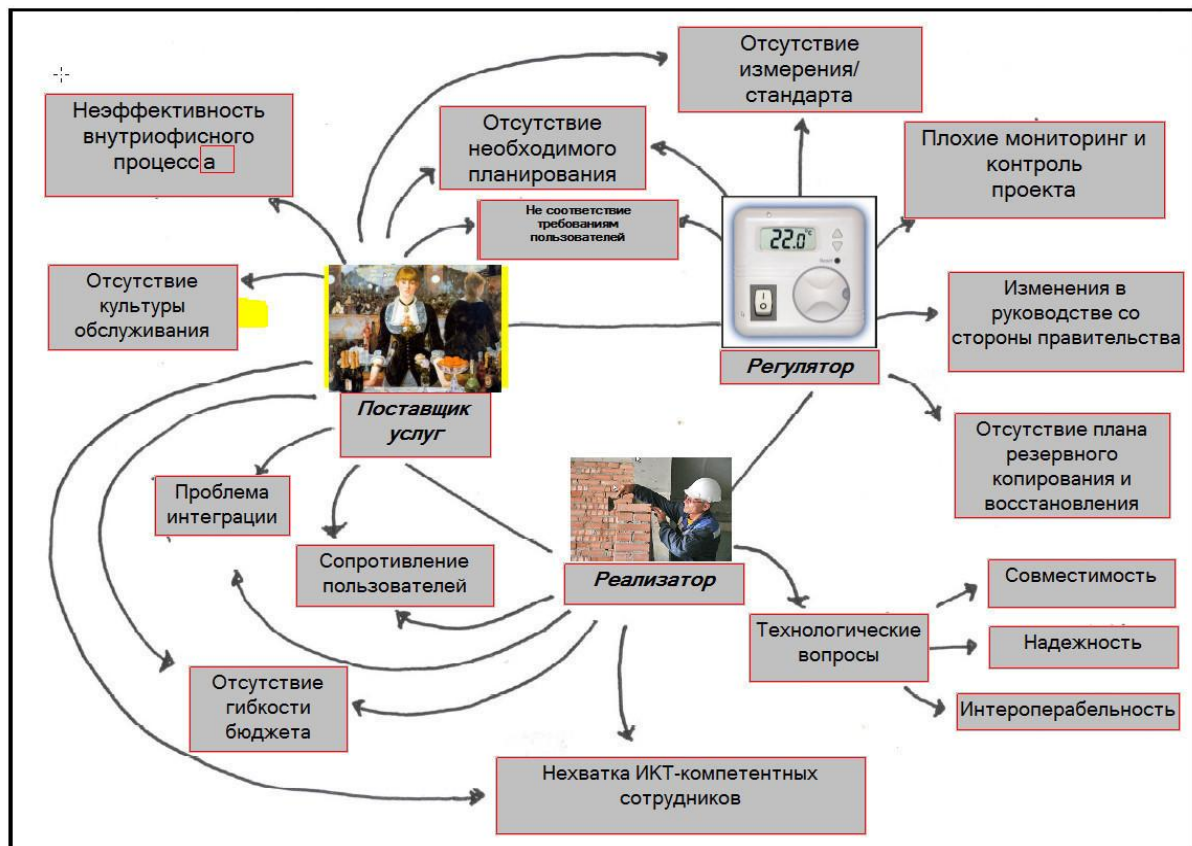 Отсутствие
измерения/
стандарта
Неэффективность
внутриофисного
процесса
Отсутствие
необходимого
планирования
Плохие мониторинг и
контроль
проекта
Не соответствие
требованиям
пользователей
22.0°C
Reset
Отсутствие
культуры
обслуживания
Изменения в
руководстве со
стороны правительства
Регулятор
Поставщик
услуг
Отсутствие плана
резервного
копирования и
восстановления
Проблема
интеграции
Сопротивление
пользователей
Реализатор
Совместимость
Технологические
вопросы
Надежность
Отсутствие
гибкости
бюджета
Интероперабельность
Нехватка ИКТ-компетентных
сотрудников